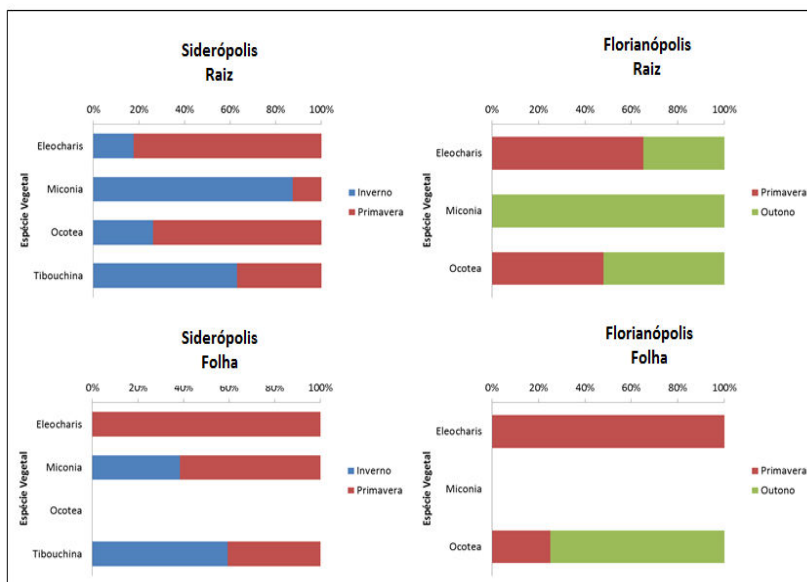 Siderópolis
Raiz
0% 20% 40% 60% 80% 100%
Espécie Vegetal
Eleocharis
Miconia
Ocotea
Tibouchina
Inverno
Primavera
Florianópolis
Raiz
0% 20% 40% 60% 80% 100%
Espécie Vegetal
Eleocharis
Miconia
Ocotea
Primavera
Outono
Siderópolis
Folha
0% 20% 40% 60% 80% 100%
Espécie Vegetal
Eleocharis
Miconia
Ocotea
Tibouchina
Inverno
Primavera
Florianópolis
Folha
0% 20% 40% 60% 80% 100%
Espécie Vegetal
Eleocharis
Miconia
Ocotea
Primavera
Outono